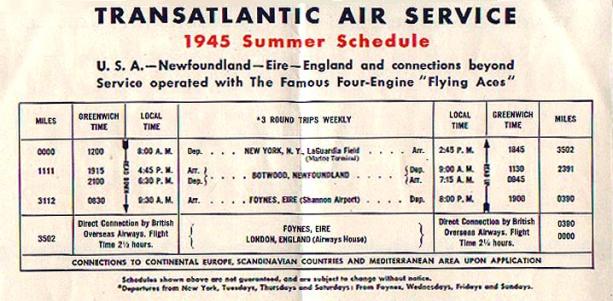 TRANSATLANTIC AIR SERVICE
1945 Summer Schedule
U. S. A.—Newfoundland—Eire—England and connections beyond
Service operated with The Famous Four-Engine "Flying Aces"
MILES GREENWICH TIME LOCAL TIME *3 ROUND TRIPS WEEKLY LOCAL TIME GREENWICH TIME MILES
0000 1200 8:00 A. M. Dep. . . . . NEW YORK, N. Y., LaGuardia Field . . . . Arr. 2:45 P. M. 1845 3502
(Marine Terminal)
1111 1915 4:45 P. M. Arr. BOTWOOD, NEWFOUNDLAND Dep. 9:00 A. M. 1130 2391
2100 6:30 P. M. Dep. Arr. 7:15 A. M. 0945
READ DOWN READ UP
3112 0830 9:30 A. M. Arr. . . . . FOYNES, EIRE (Shannon Airport) . . . . Dep. 8:00 P. M. 1900 0390
3502 Direct Connection by British Overseas Airways. Flight Time 2½ hours. FOYNES, EIRE LONDON, ENGLAND (Airways House) Direct Connection by British Overseas Airways. Flight Time 2½ hours. 0390 0000
CONNECTIONS TO CONTINENTAL EUROPE, SCANDINAVIAN COUNTRIES AND MEDITERRANEAN AREA UPON APPLICATION
Schedules shown above are not guaranteed, and are subject to change without notice.
*Departures from New York, Tuesdays, Thursdays and Saturdays: From Foynes, Wednesdays, Fridays and Sundays.